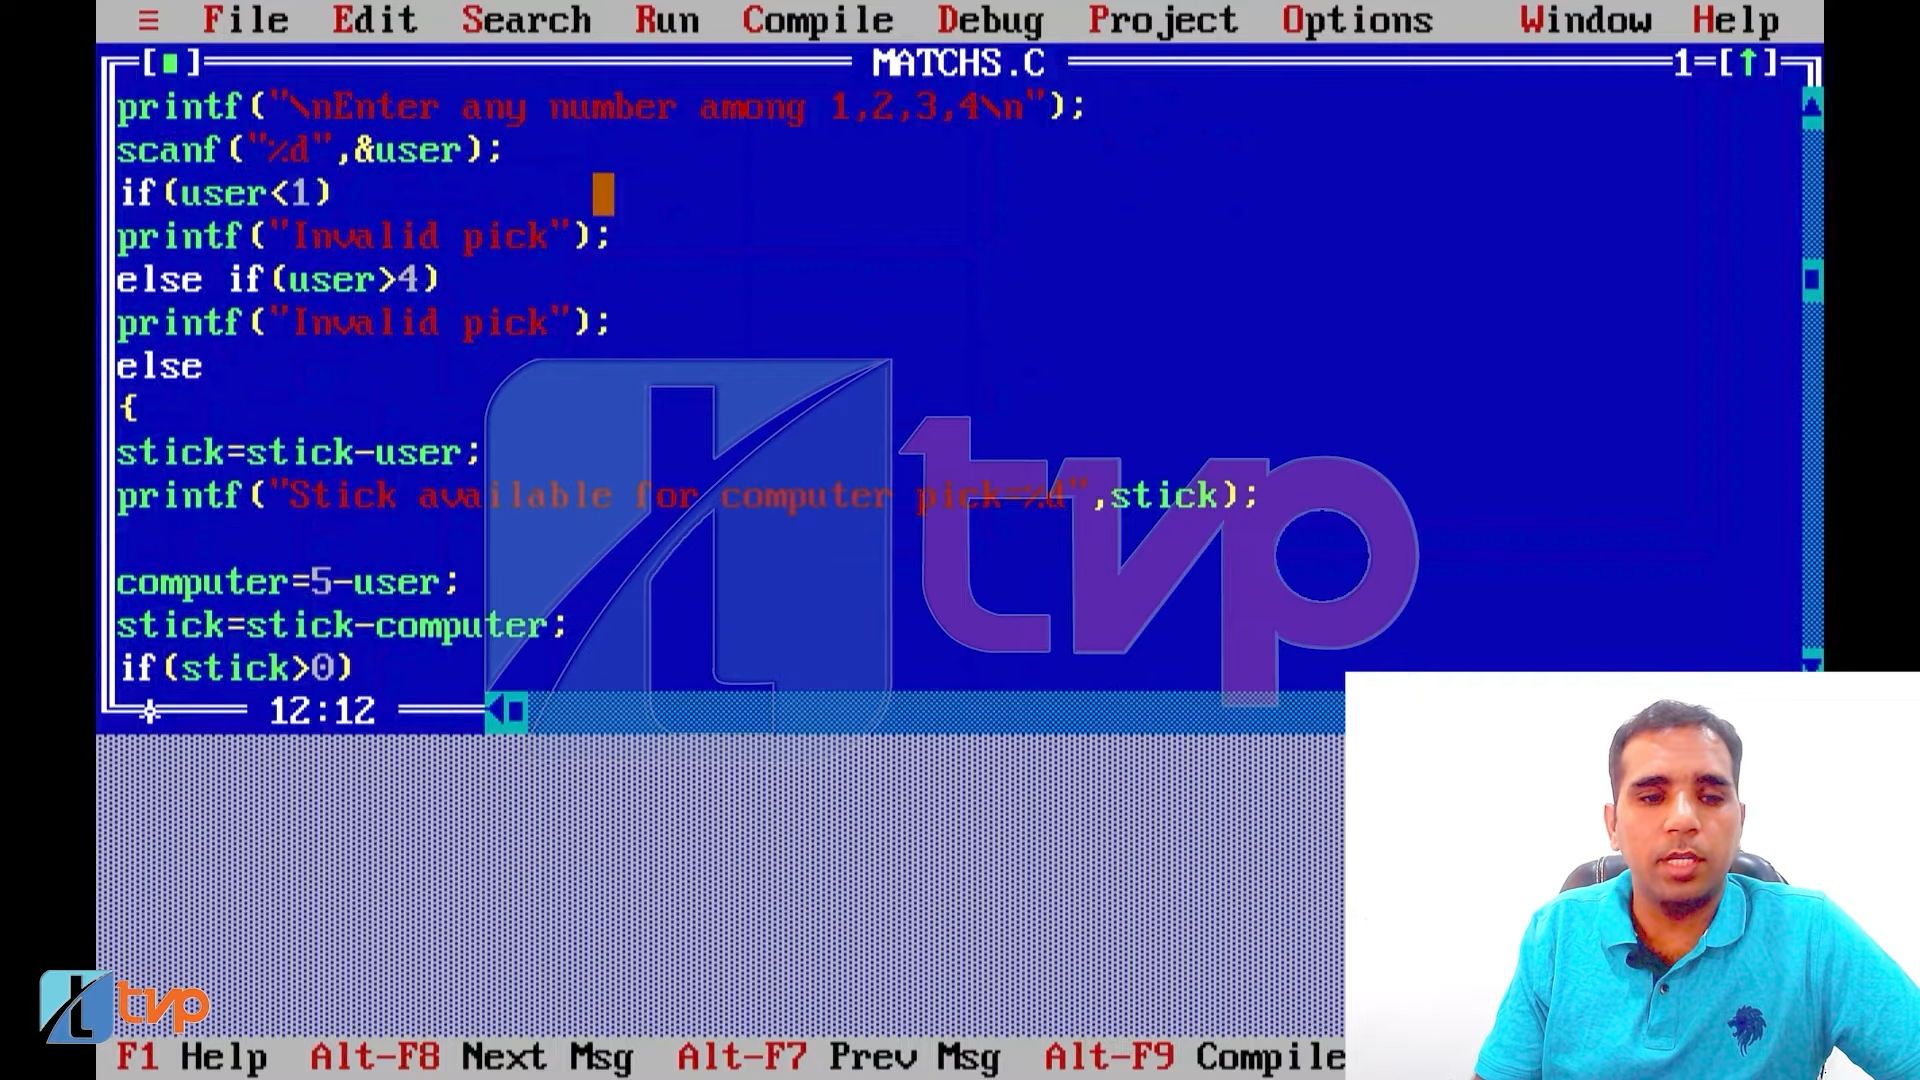 ≡ File Edit Search Run Compile Debug Project Options Window Help
[■] MATCHS.C 1=[↑]
printf("\nEnter any number among 1,2,3,4\n");
scanf("%d",&user);
if(user<1)
printf("Invalid pick");
else if(user>4)
printf("Invalid pick");
else
{
stick=stick-user;
printf("Stick available for computer pick=%d",stick);
computer=5-user;
stick=stick-computer;
if(stick>0)
12:12
tvp
t tvp
F1 Help Alt-F8 Next Msg Alt-F7 Prev Msg Alt-F9 Compile